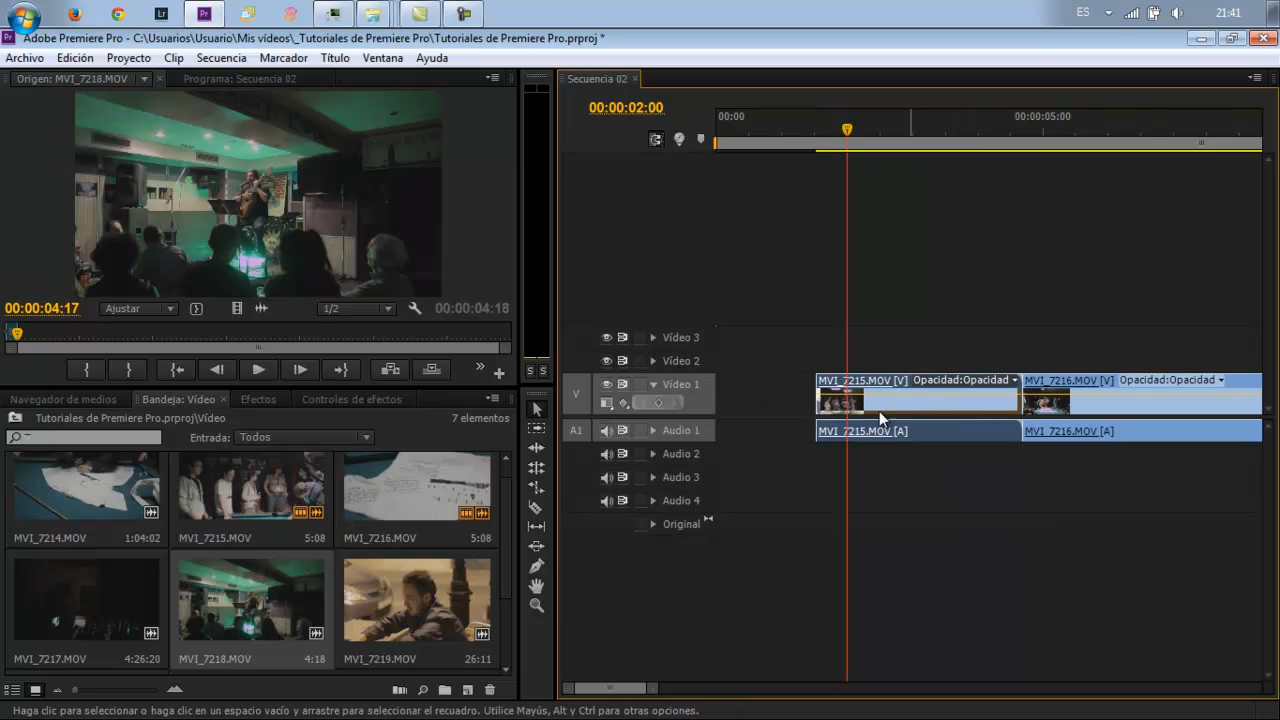 Lr
Pr
ES
21:41
Pr Adobe Premiere Pro - C:\Usuarios\Usuario\Mis vídeos\_Tutoriales de Premiere Pro\Tutoriales de Premiere Pro.prproj *
Archivo Edición Proyecto Clip Secuencia Marcador Título Ventana Ayuda
Origen: MVI_7218.MOV
Programa: Secuencia 02
Secuencia 02
00:00:02:00
00:00
00:00:05:00
00:00:04:17
Ajustar
1/2
00:00:04:18
S S
Vídeo 3
Vídeo 2
V
Vídeo 1
MVI_7215.MOV [V] Opacidad:Opacidad
MVI_7216.MOV [V] Opacidad:Opacidad
A1
Audio 1
MVI_7215.MOV [A]
MVI_7216.MOV [A]
Audio 2
Audio 3
Audio 4
Original
Navegador de medios
Bandeja: Vídeo
Efectos
Controles de efectos
Tutoriales de Premiere Pro.prproj\Vídeo
7 elementos
Entrada: Todos
MVI_7214.MOV 1:04:02
MVI_7215.MOV 5:08
MVI_7216.MOV 5:08
MVI_7217.MOV 4:26:20
MVI_7218.MOV 4:18
MVI_7219.MOV 26:11
Haga clic para seleccionar o haga clic en un espacio vacío y arrastre para seleccionar el recuadro. Utilice Mayús, Alt y Ctrl para otras opciones.